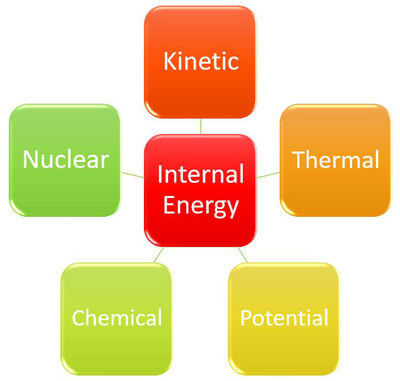 Kinetic
Nuclear
Internal
Energy
Thermal
Chemical
Potential